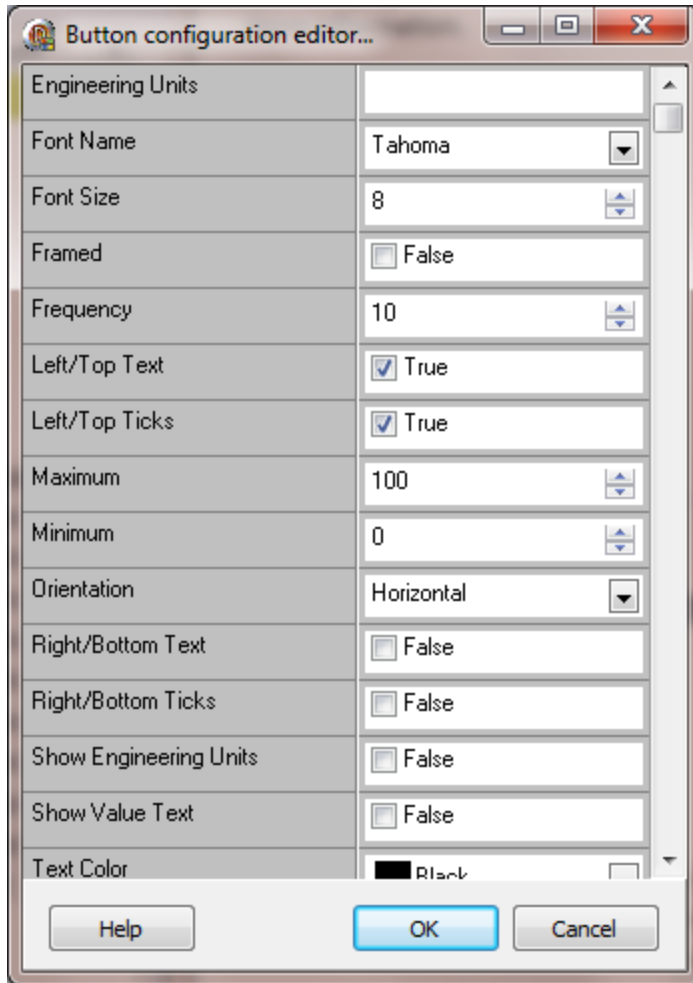 Button configuration editor...
Engineering Units
Font Name Tahoma
Font Size 8
Framed False
Frequency 10
Left/Top Text True
Left/Top Ticks True
Maximum 100
Minimum 0
Orientation Horizontal
Right/Bottom Text False
Right/Bottom Ticks False
Show Engineering Units False
Show Value Text False
Text Color Black
Help OK Cancel